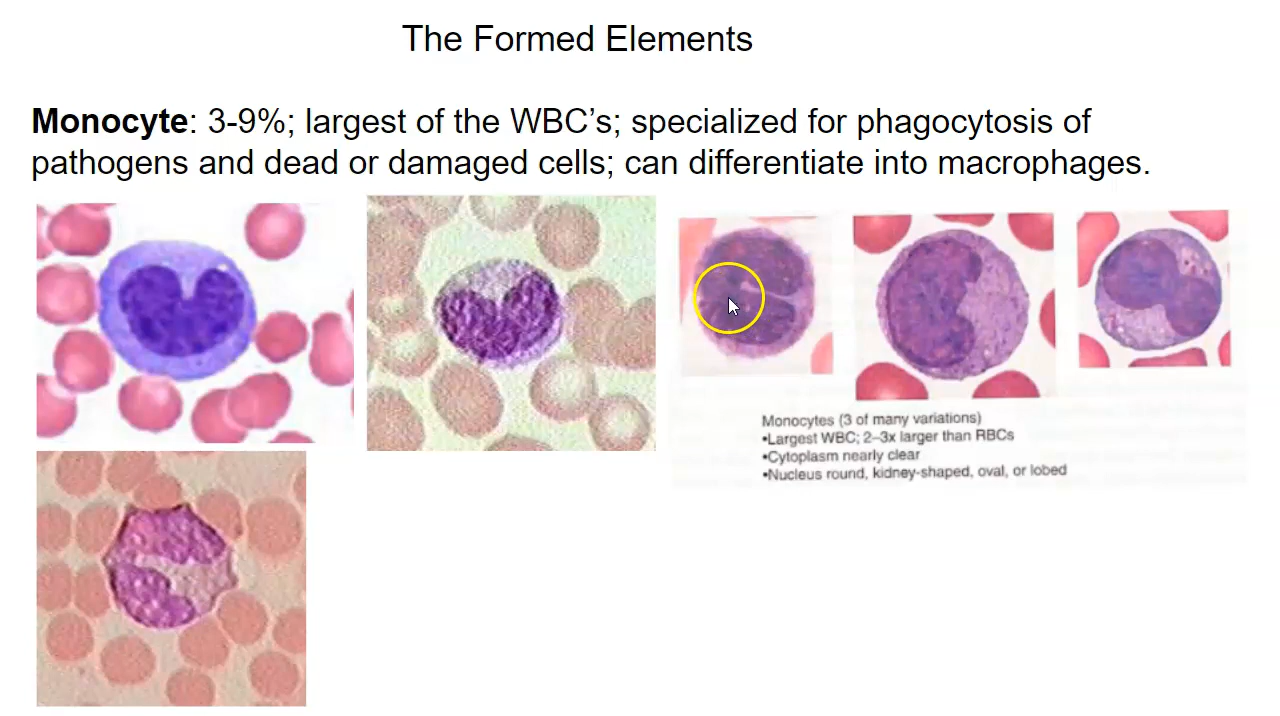 The Formed Elements
Monocyte: 3-9%; largest of the WBC’s; specialized for phagocytosis of
pathogens and dead or damaged cells; can differentiate into macrophages.
Monocytes (3 of many variations)
•Largest WBC; 2–3x larger than RBCs
•Cytoplasm nearly clear
•Nucleus round, kidney-shaped, oval, or lobed